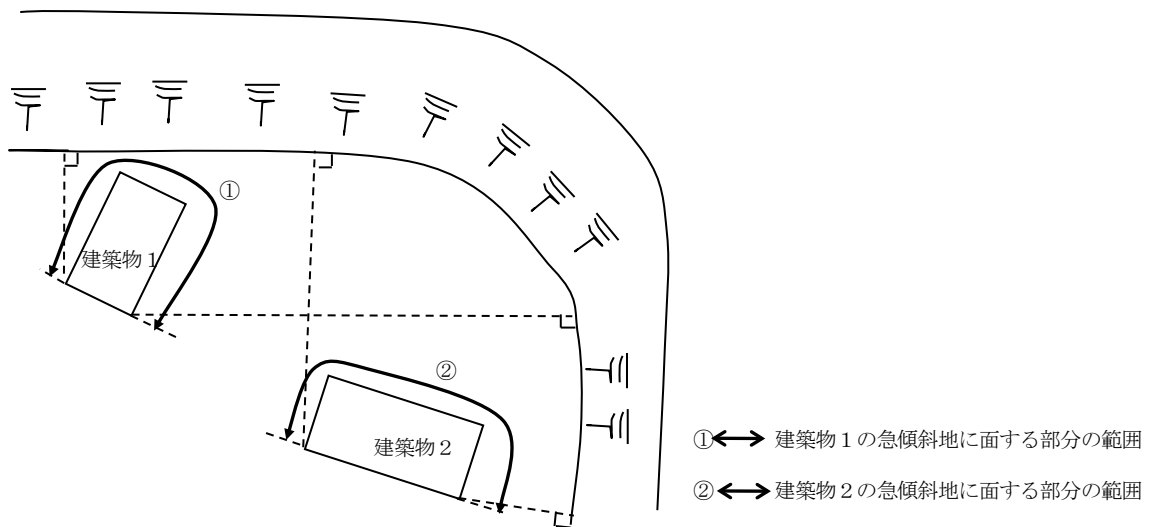 ①
建築物1
②
建築物2
① 建築物1の急傾斜地に面する部分の範囲
② 建築物2の急傾斜地に面する部分の範囲